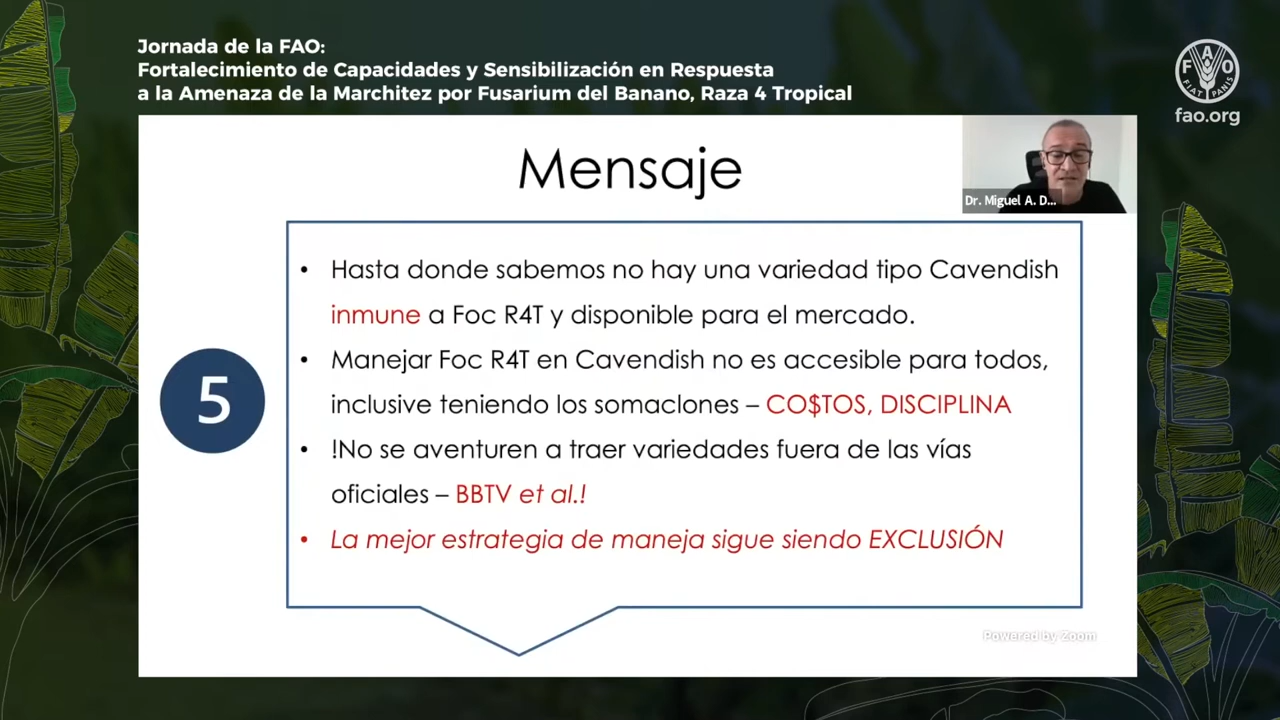 Jornada de la FAO:
Fortalecimiento de Capacidades y Sensibilización en Respuesta
a la Amenaza de la Marchitez por Fusarium del Banano, Raza 4 Tropical
F A O
FIAT PANIS
fao.org
Mensaje
Dr. Miguel A. D...
5
• Hasta donde sabemos no hay una variedad tipo Cavendish
inmune a Foc R4T y disponible para el mercado.
• Manejar Foc R4T en Cavendish no es accesible para todos,
inclusive teniendo los somaclones – CO$TOS, DISCIPLINA
• !No se aventuren a traer variedades fuera de las vías
oficiales – BBTV et al.!
• La mejor estrategia de maneja sigue siendo EXCLUSIÓN
Powered by Zoom